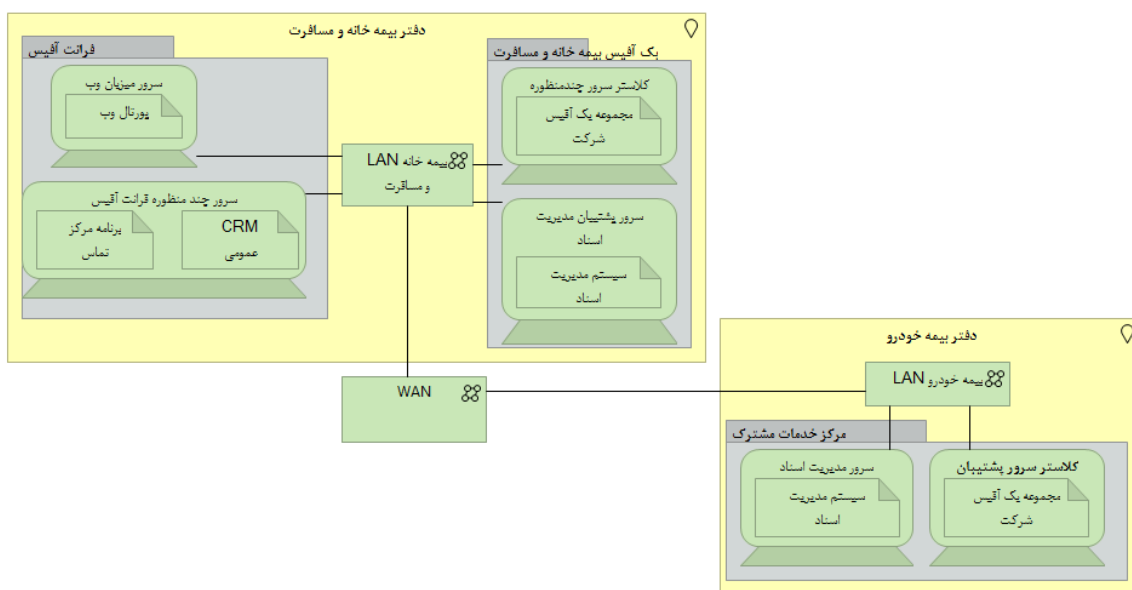 دفتر بیمه خانه و مسافرت
فرانت آفیس
سرور میزبان وب
پورتال وب
سرور چند منظوره قرانت آفیس
برنامه مرکز
تماس
CRM
عمومی
بیمه خانه LAN
و مسافرت
بک آفیس بیمه خانه و مسافرت
کلاستر سرور چندمنظوره
مجموعه یک آفیس
شرکت
سرور پشتیبان مدیریت
اسناد
سیستم مدیریت
اسناد
WAN
دفتر بیمه خودرو
بیمه خودرو LAN
مرکز خدمات مشترک
سرور مدیریت اسناد
سیستم مدیریت
اسناد
کلاستر سرور پشتیبان
مجموعه یک آفیس
شرکت